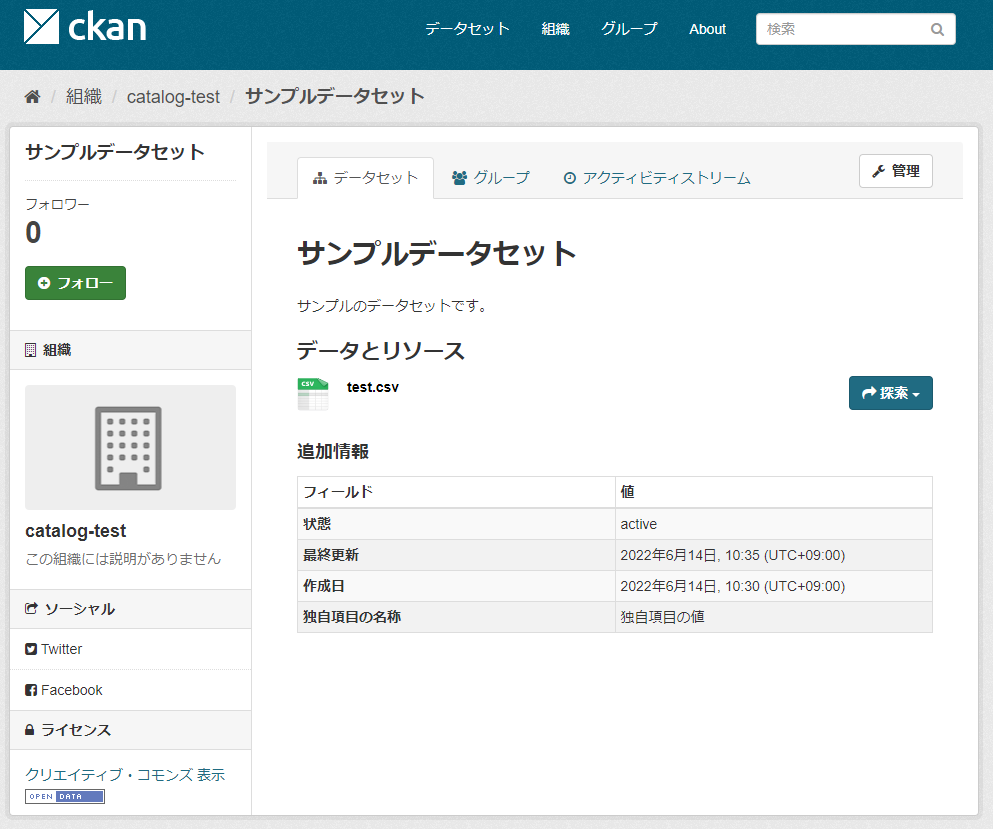 ckan
データセット 組織 グループ About 検索
組織 / catalog-test / サンプルデータセット
サンプルデータセット
フォロワー
0
フォロー
組織
catalog-test
この組織には説明がありません
ソーシャル
Twitter
Facebook
ライセンス
クリエイティブ・コモンズ 表示
OPEN DATA
データセット グループ アクティビティストリーム 管理
サンプルデータセット
サンプルのデータセットです。
データとリソース
CSV test.csv 探索
追加情報
フィールド 値
状態 active
最終更新 2022年6月14日, 10:35 (UTC+09:00)
作成日 2022年6月14日, 10:30 (UTC+09:00)
独自項目の名称 独自項目の値